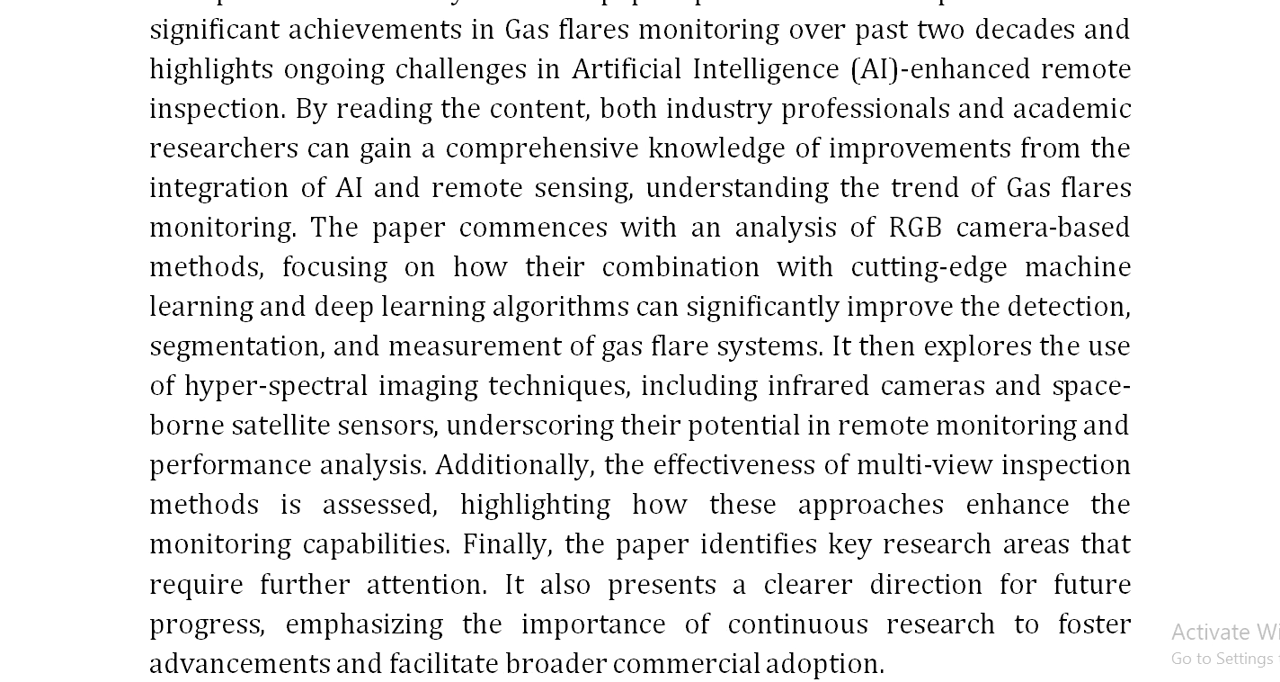 significant achievements in Gas flares monitoring over past two decades and
highlights ongoing challenges in Artificial Intelligence (AI)-enhanced remote
inspection. By reading the content, both industry professionals and academic
researchers can gain a comprehensive knowledge of improvements from the
integration of AI and remote sensing, understanding the trend of Gas flares
monitoring. The paper commences with an analysis of RGB camera-based
methods, focusing on how their combination with cutting-edge machine
learning and deep learning algorithms can significantly improve the detection,
segmentation, and measurement of gas flare systems. It then explores the use
of hyper-spectral imaging techniques, including infrared cameras and space-
borne satellite sensors, underscoring their potential in remote monitoring and
performance analysis. Additionally, the effectiveness of multi-view inspection
methods is assessed, highlighting how these approaches enhance the
monitoring capabilities. Finally, the paper identifies key research areas that
require further attention. It also presents a clearer direction for future
progress, emphasizing the importance of continuous research to foster
advancements and facilitate broader commercial adoption.
Activate Wi
Go to Settings